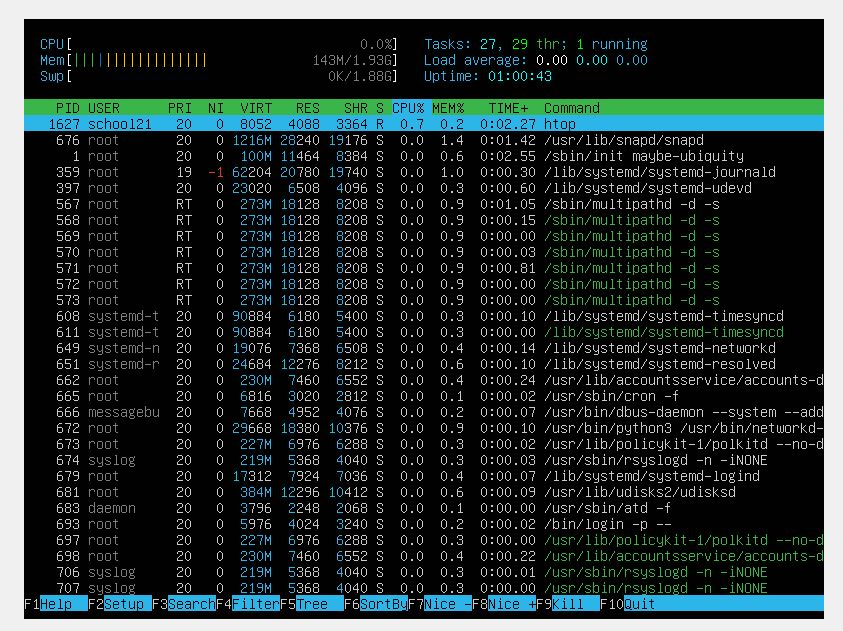 CPU[ 0.0%] Tasks: 27, 29 thr; 1 running
Mem[|||||||||||||||||143M/1.93G] Load average: 0.00 0.00 0.00
Swp[ 0K/1.88G] Uptime: 01:00:43
PID USER PRI NI VIRT RES SHR S CPU% MEM% TIME+ Command
1627 school21 20 0 8052 4088 3364 R 0.7 0.2 0:02.27 htop
676 root 20 0 1216M 28240 19176 S 0.0 1.4 0:01.42 /usr/lib/snapd/snapd
1 root 20 0 100M 11464 8384 S 0.0 0.6 0:02.55 /sbin/init maybe-ubiquity
359 root 19 -1 62204 20780 19740 S 0.0 1.0 0:00.30 /lib/systemd/systemd-journald
397 root 20 0 23020 6508 4096 S 0.0 0.3 0:00.60 /lib/systemd/systemd-udevd
567 root RT 0 273M 18128 8208 S 0.0 0.9 0:01.05 /sbin/multipathd -d -s
568 root RT 0 273M 18128 8208 S 0.0 0.9 0:00.15 /sbin/multipathd -d -s
569 root RT 0 273M 18128 8208 S 0.0 0.9 0:00.00 /sbin/multipathd -d -s
570 root RT 0 273M 18128 8208 S 0.0 0.9 0:00.03 /sbin/multipathd -d -s
571 root RT 0 273M 18128 8208 S 0.0 0.9 0:00.81 /sbin/multipathd -d -s
572 root RT 0 273M 18128 8208 S 0.0 0.9 0:00.00 /sbin/multipathd -d -s
573 root RT 0 273M 18128 8208 S 0.0 0.9 0:00.00 /sbin/multipathd -d -s
608 systemd-t 20 0 90884 6180 5400 S 0.0 0.3 0:00.10 /lib/systemd/systemd-timesyncd
611 systemd-t 20 0 90884 6180 5400 S 0.0 0.3 0:00.00 /lib/systemd/systemd-timesyncd
649 systemd-n 20 0 19076 7368 6508 S 0.0 0.4 0:00.14 /lib/systemd/systemd-networkd
651 systemd-r 20 0 24684 12276 8212 S 0.0 0.6 0:00.10 /lib/systemd/systemd-resolved
662 root 20 0 230M 7460 6552 S 0.0 0.4 0:00.24 /usr/lib/accountsservice/accounts-d
665 root 20 0 6816 3020 2812 S 0.0 0.1 0:00.02 /usr/sbin/cron -f
666 messagebu 20 0 7668 4952 4076 S 0.0 0.2 0:00.07 /usr/bin/dbus-daemon --system --add
672 root 20 0 29668 18380 10376 S 0.0 0.9 0:00.10 /usr/bin/python3 /usr/bin/networkd-
673 root 20 0 227M 6976 6288 S 0.0 0.3 0:00.02 /usr/lib/policykit-1/polkitd --no-d
674 syslog 20 0 219M 5368 4040 S 0.0 0.3 0:00.03 /usr/sbin/rsyslogd -n -iNONE
679 root 20 0 17312 7924 7036 S 0.0 0.4 0:00.07 /lib/systemd/systemd-logind
681 root 20 0 384M 12296 10412 S 0.0 0.6 0:00.09 /usr/lib/udisks2/udisksd
683 daemon 20 0 3796 2248 2068 S 0.0 0.1 0:00.00 /usr/sbin/atd -f
693 root 20 0 5976 4024 3240 S 0.0 0.2 0:00.02 /bin/login -p --
697 root 20 0 227M 6976 6288 S 0.0 0.3 0:00.00 /usr/lib/policykit-1/polkitd --no-d
698 root 20 0 230M 7460 6552 S 0.0 0.4 0:00.22 /usr/lib/accountsservice/accounts-d
706 syslog 20 0 219M 5368 4040 S 0.0 0.3 0:00.01 /usr/sbin/rsyslogd -n -iNONE
707 syslog 20 0 219M 5368 4040 S 0.0 0.3 0:00.00 /usr/sbin/rsyslogd -n -iNONE
F1Help F2Setup F3SearchF4FilterF5Tree F6SortByF7Nice -F8Nice +F9Kill F10Quit